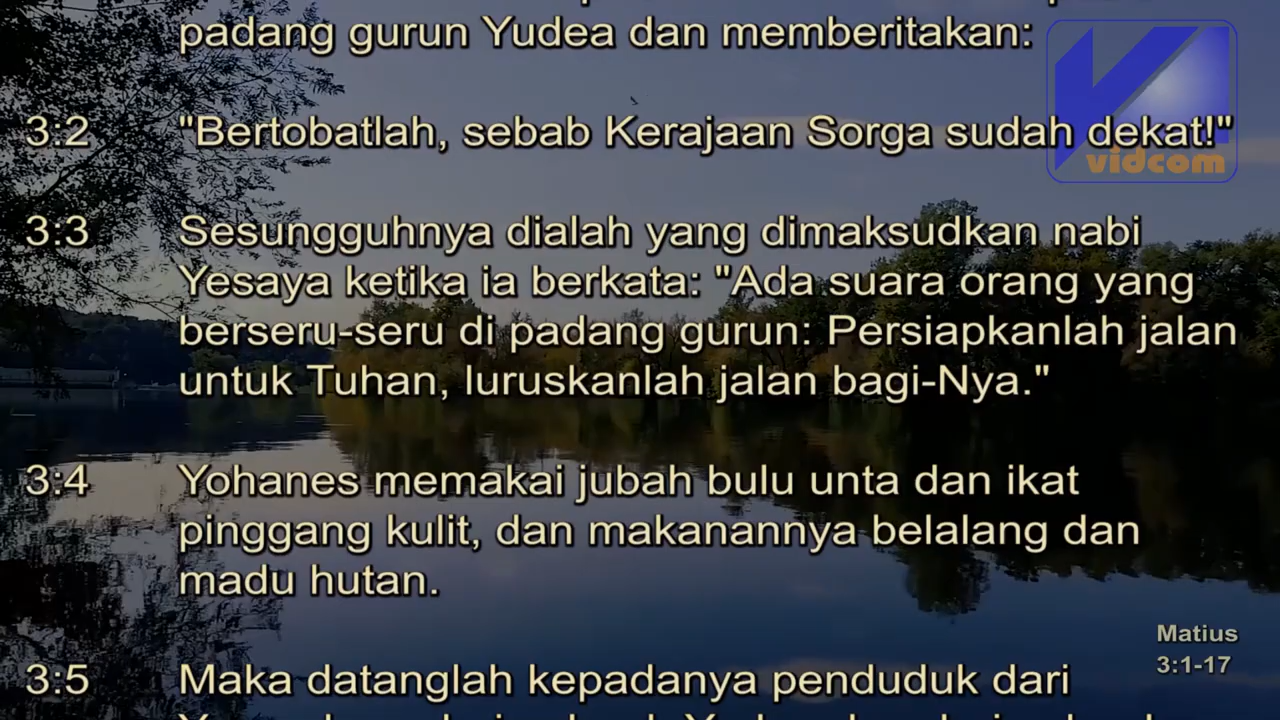 padang gurun Yudea dan memberitakan:
3:2 "Bertobatlah, sebab Kerajaan Sorga sudah dekat!"
vidcom
3:3 Sesungguhnya dialah yang dimaksudkan nabi
Yesaya ketika ia berkata: "Ada suara orang yang
berseru-seru di padang gurun: Persiapkanlah jalan
untuk Tuhan, luruskanlah jalan bagi-Nya."
3:4 Yohanes memakai jubah bulu unta dan ikat
pinggang kulit, dan makanannya belalang dan
madu hutan.
Matius
3:1-17
3:5 Maka datanglah kepadanya penduduk dari